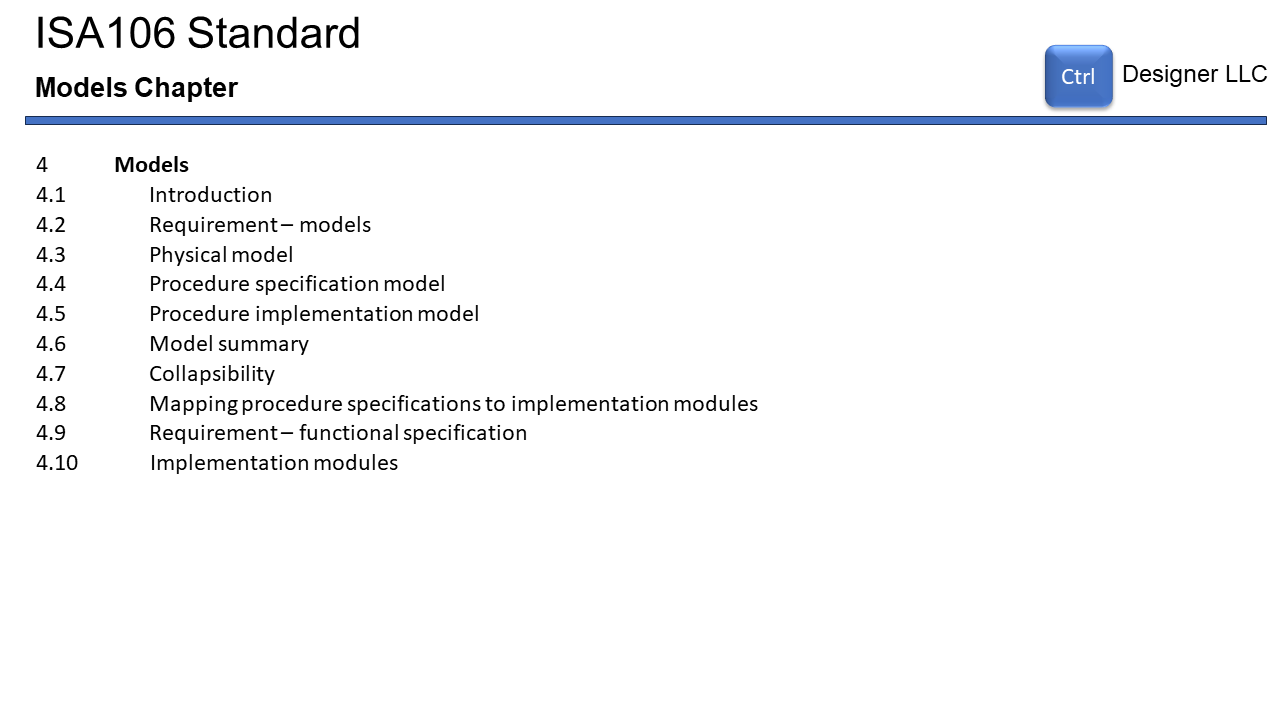 ISA106 Standard
Models Chapter
Ctrl Designer LLC
4 Models
4.1 Introduction
4.2 Requirement – models
4.3 Physical model
4.4 Procedure specification model
4.5 Procedure implementation model
4.6 Model summary
4.7 Collapsibility
4.8 Mapping procedure specifications to implementation modules
4.9 Requirement – functional specification
4.10 Implementation modules